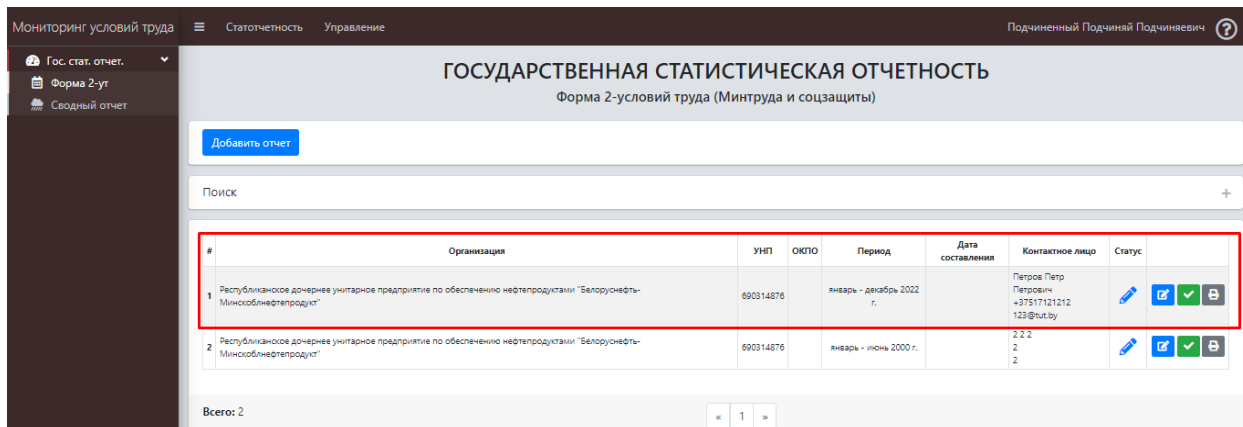 Мониторинг условий труда
Статотчетность
Управление
Подчиненный Подчиняй Подчиняевич
?
Гос. стат. отчет.
Форма 2-ут
Сводный отчет
ГОСУДАРСТВЕННАЯ СТАТИСТИЧЕСКАЯ ОТЧЕТНОСТЬ
Форма 2-условий труда (Минтруда и соцзащиты)
Добавить отчет
Поиск
+
# Организация УНП ОКПО Период Дата составления Контактное лицо Статус
1
Республиканское дочернее унитарное предприятие по обеспечению нефтепродуктами "Белоруснефть-
Минскоблнефтепродукт"
690314876
январь - декабрь 2022
г.
Петров Петр
Петрович
+37517121212
123@tut.by
2
Республиканское дочернее унитарное предприятие по обеспечению нефтепродуктами "Белоруснефть-
Минскоблнефтепродукт"
690314876
январь - июнь 2000 г.
2 2 2
2
2
Всего: 2
« 1 »